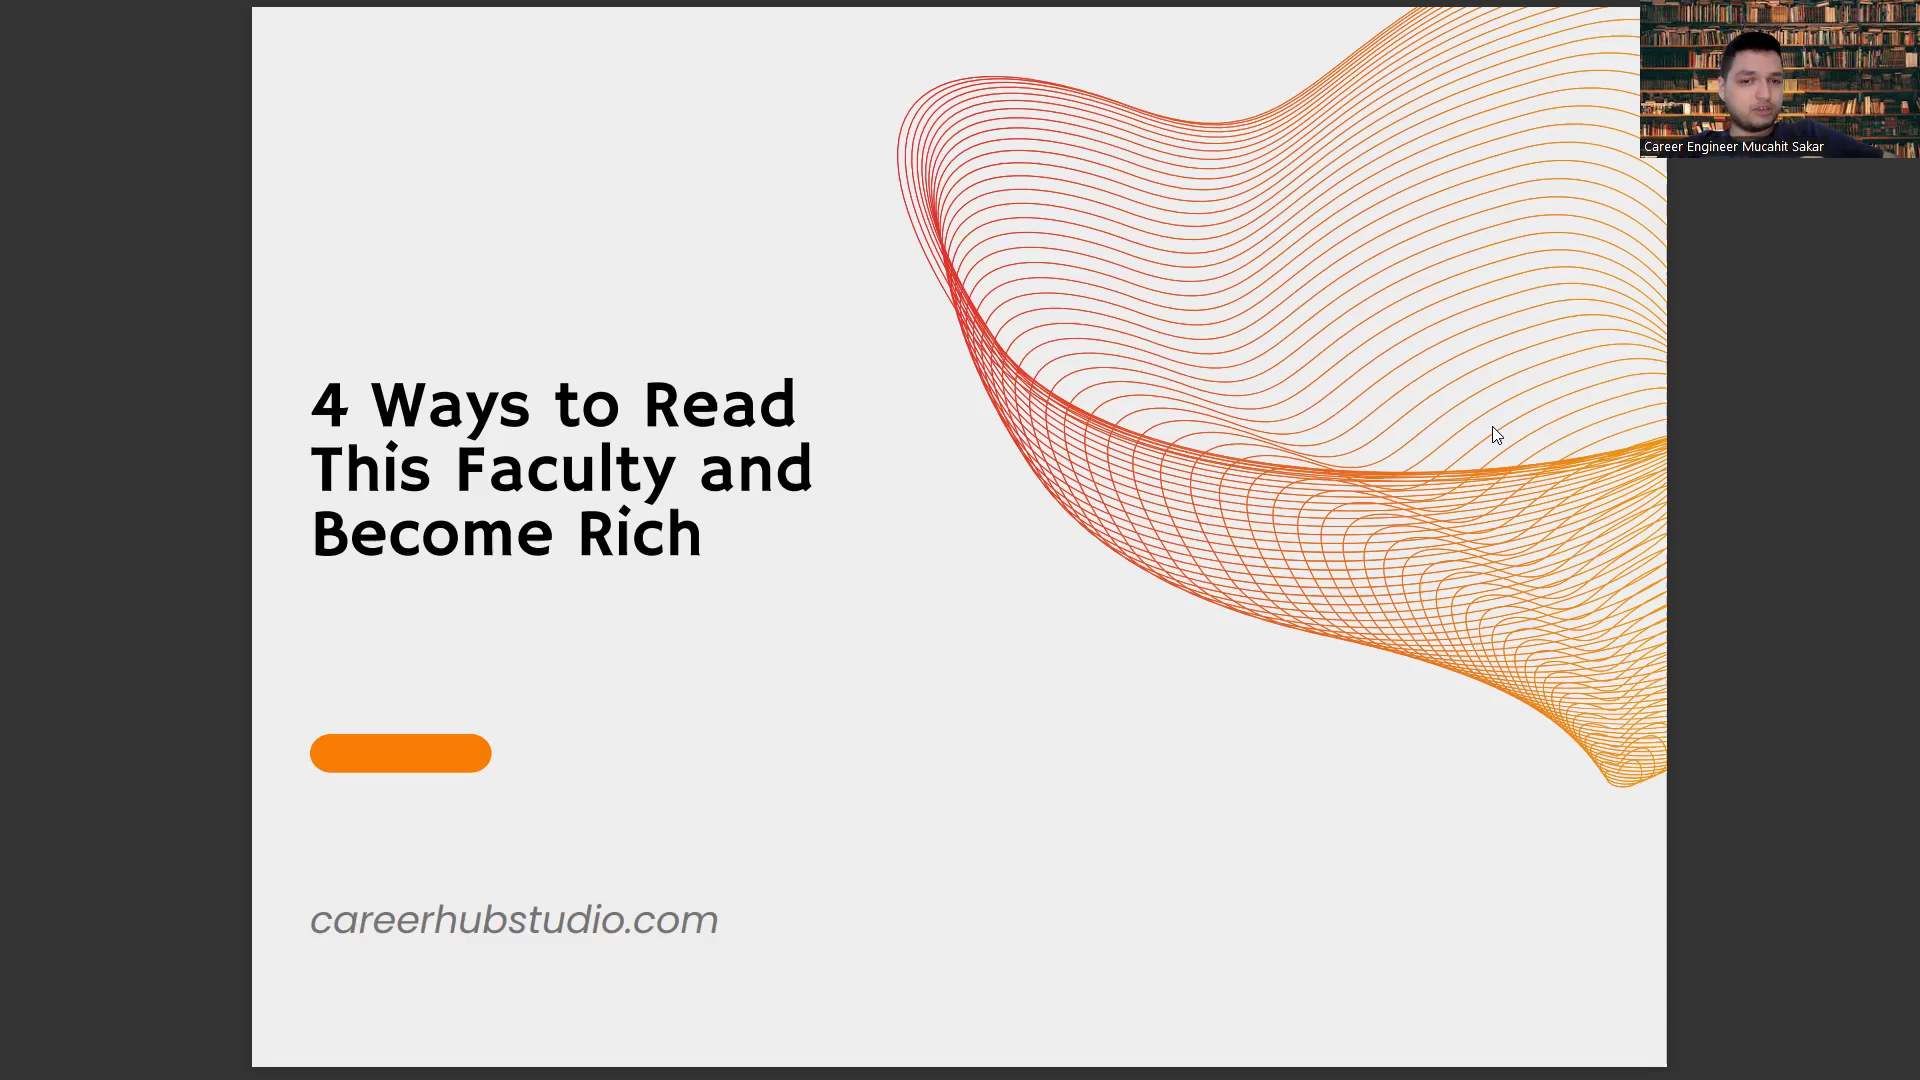 4 Ways to Read
This Faculty and
Become Rich
careerhubstudio.com
Career Engineer Mucahit Sakar